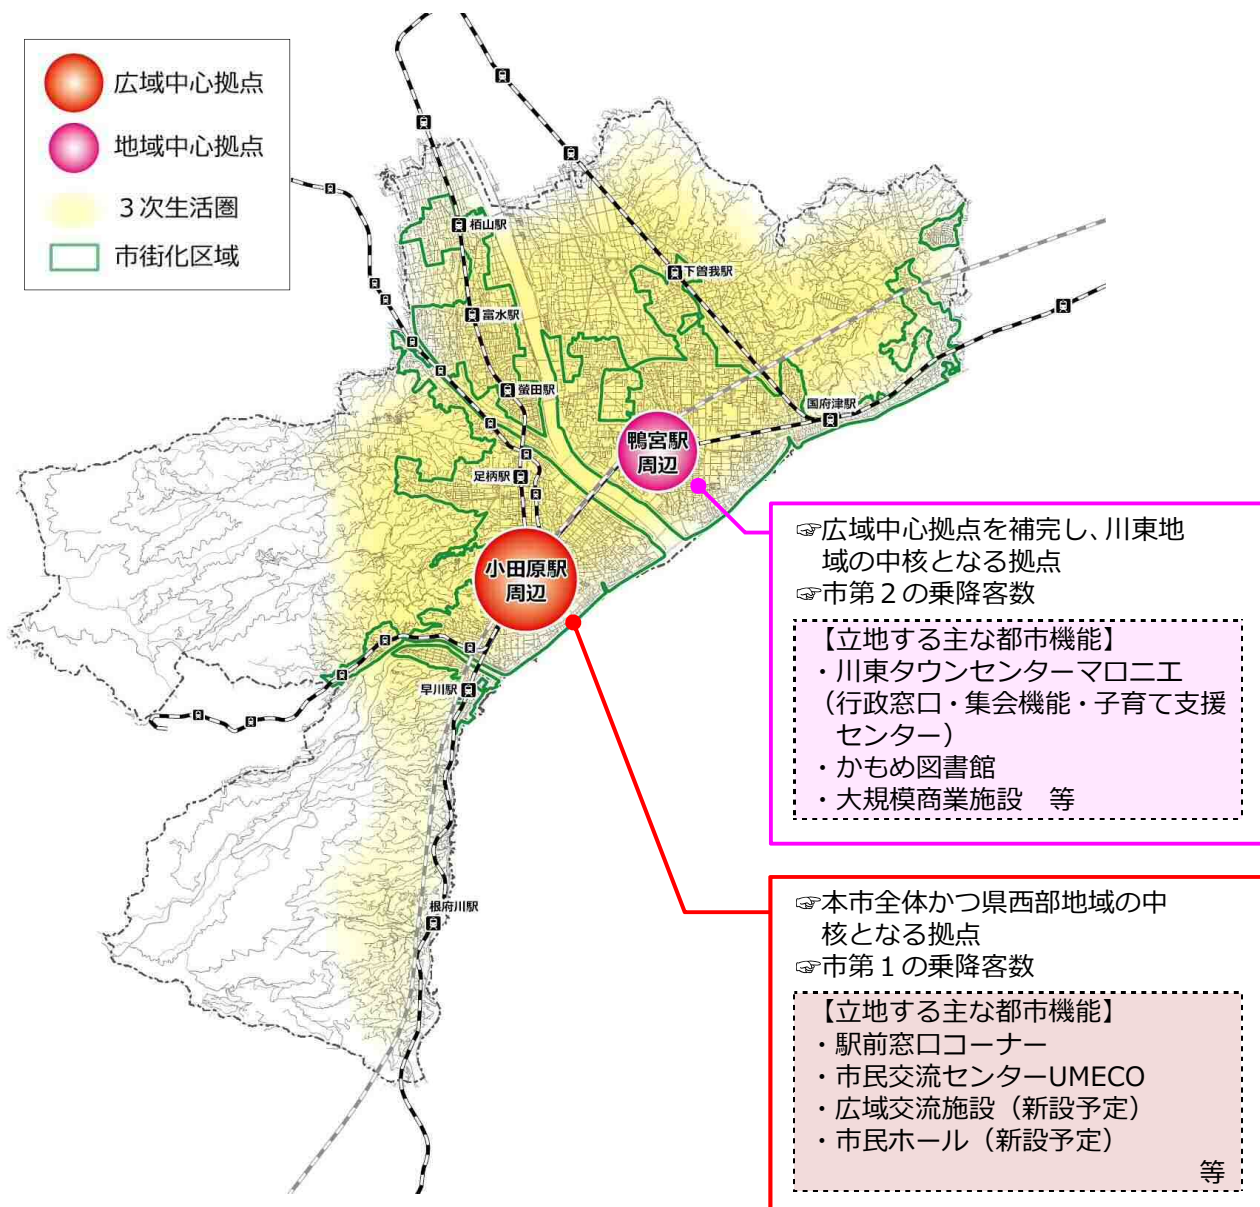 広域中心拠点
地域中心拠点
３次生活圏
市街化区域
栢山駅
富水駅
螢田駅
足柄駅
下曽我駅
国府津駅
鴨宮駅
周辺
小田原駅
周辺
早川駅
根府川駅
☞広域中心拠点を補完し、川東地
域の中核となる拠点
☞市第２の乗降客数
【立地する主な都市機能】
・川東タウンセンターマロニエ
（行政窓口・集会機能・子育て支援
センター）
・かもめ図書館
・大規模商業施設　等
☞本市全体かつ県西部地域の中
核となる拠点
☞市第１の乗降客数
【立地する主な都市機能】
・駅前窓口コーナー
・市民交流センターUMECO
・広域交流施設（新設予定）
・市民ホール（新設予定）
等